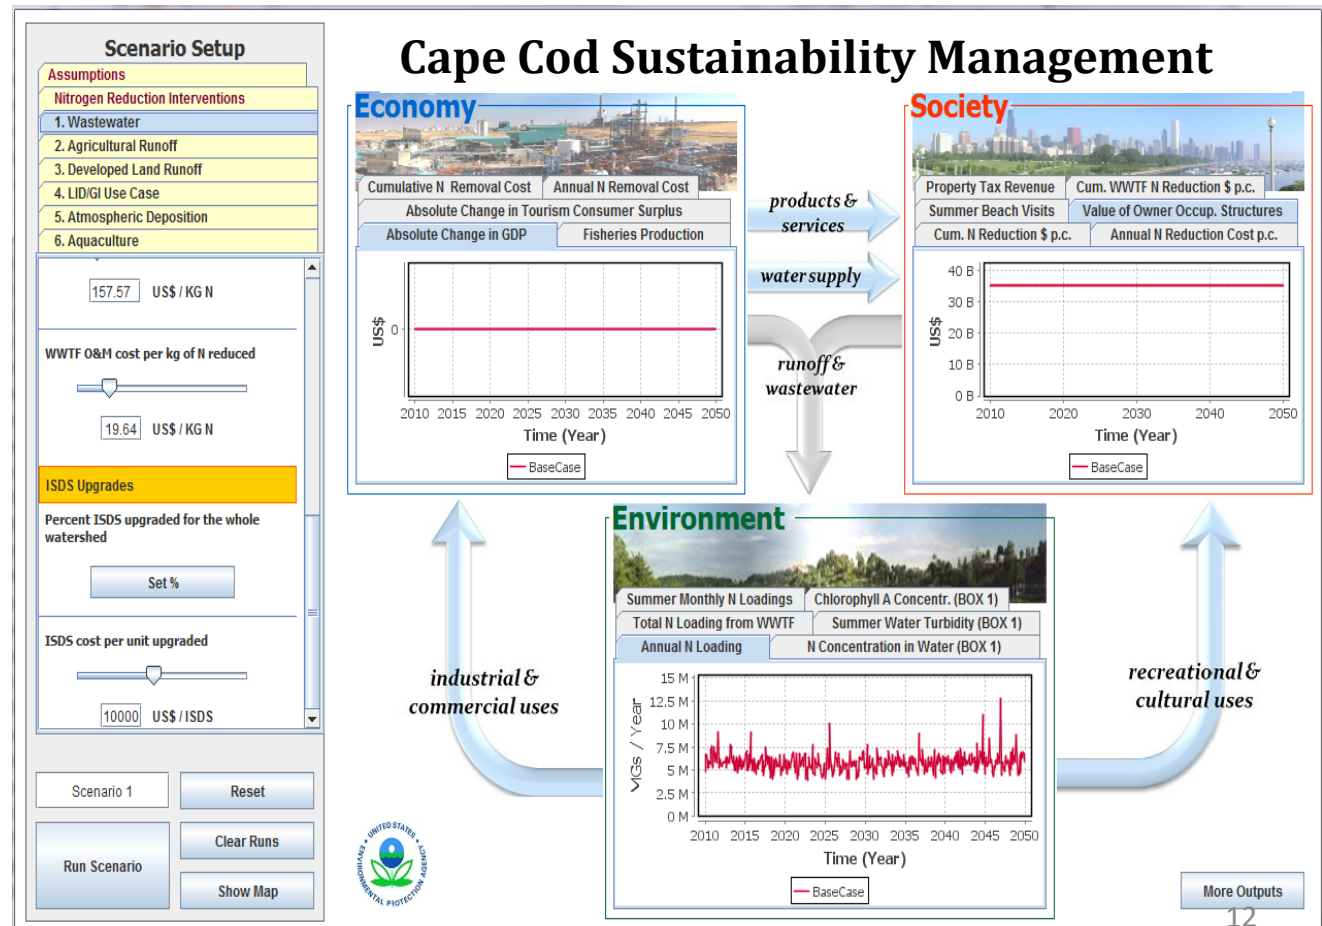 Cape Cod Sustainability Management
Scenario Setup
Assumptions
Nitrogen Reduction Interventions
1. Wastewater
2. Agricultural Runoff
3. Developed Land Runoff
4. LID/GI Use Case
5. Atmospheric Deposition
6. Aquaculture
157.57 US$ / KG N
WWTF O&M cost per kg of N reduced
19.64 US$ / KG N
ISDS Upgrades
Percent ISDS upgraded for the whole
watershed
Set %
ISDS cost per unit upgraded
10000 US$ / ISDS
Scenario 1
Reset
Run Scenario
Clear Runs
Show Map
Economy
Cumulative N Removal Cost
Annual N Removal Cost
Absolute Change in Tourism Consumer Surplus
Absolute Change in GDP
Fisheries Production
US$
0
2010 2015 2020 2025 2030 2035 2040 2045 2050
Time (Year)
BaseCase
products &
services
water supply
runoff &
wastewater
Society
Property Tax Revenue
Cum. WWTF N Reduction $ p.c.
Summer Beach Visits
Value of Owner Occup. Structures
Cum. N Reduction $ p.c.
Annual N Reduction Cost p.c.
US$
40 B
30 B
20 B
10 B
0 B
2010 2020 2030 2040 2050
Time (Year)
BaseCase
Environment
Summer Monthly N Loadings
Chlorophyll A Concentr. (BOX 1)
Total N Loading from WWTF
Summer Water Turbidity (BOX 1)
Annual N Loading
N Concentration in Water (BOX 1)
MGs / Year
15 M
12.5 M
10 M
7.5 M
5 M
2.5 M
0 M
2010 2015 2020 2025 2030 2035 2040 2045 2050
Time (Year)
BaseCase
industrial &
commercial uses
recreational &
cultural uses
UNITED STATES
ENVIRONMENTAL PROTECTION AGENCY
More Outputs
12